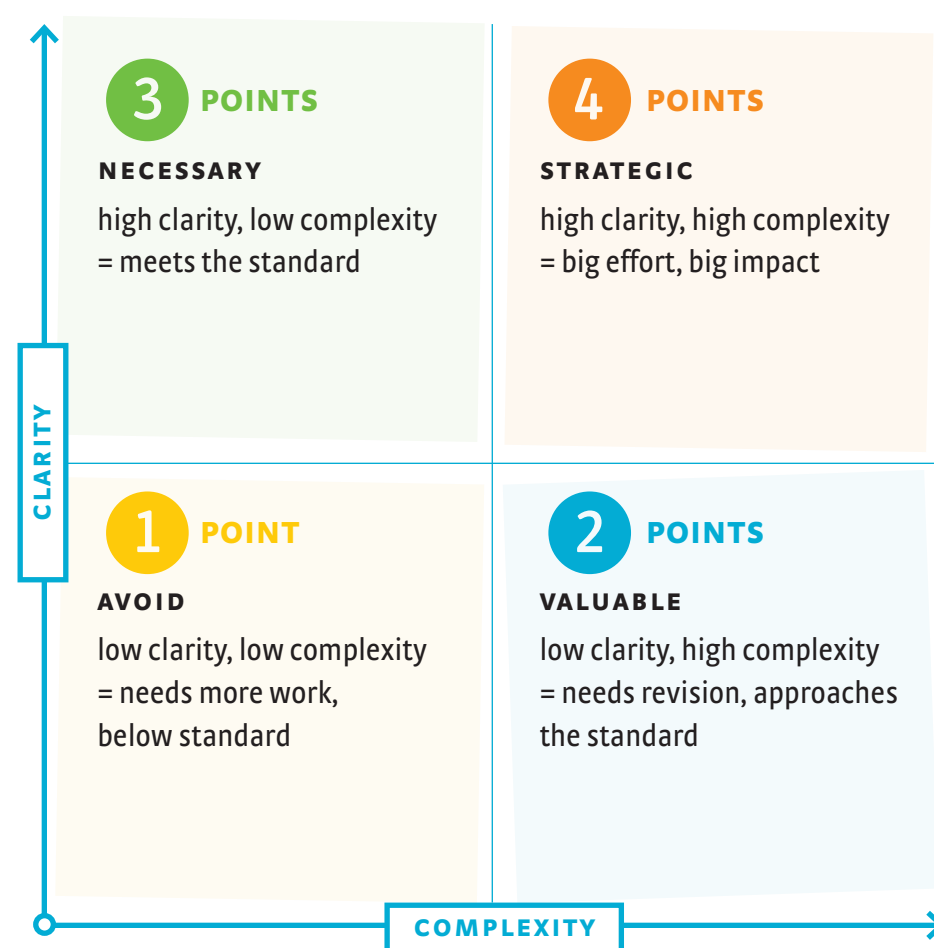 3 POINTS
NECESSARY
high clarity, low complexity
= meets the standard
4 POINTS
STRATEGIC
high clarity, high complexity
= big effort, big impact
CLARITY
1 POINT
AVOID
low clarity, low complexity
= needs more work,
below standard
2 POINTS
VALUABLE
low clarity, high complexity
= needs revision, approaches
the standard
COMPLEXITY